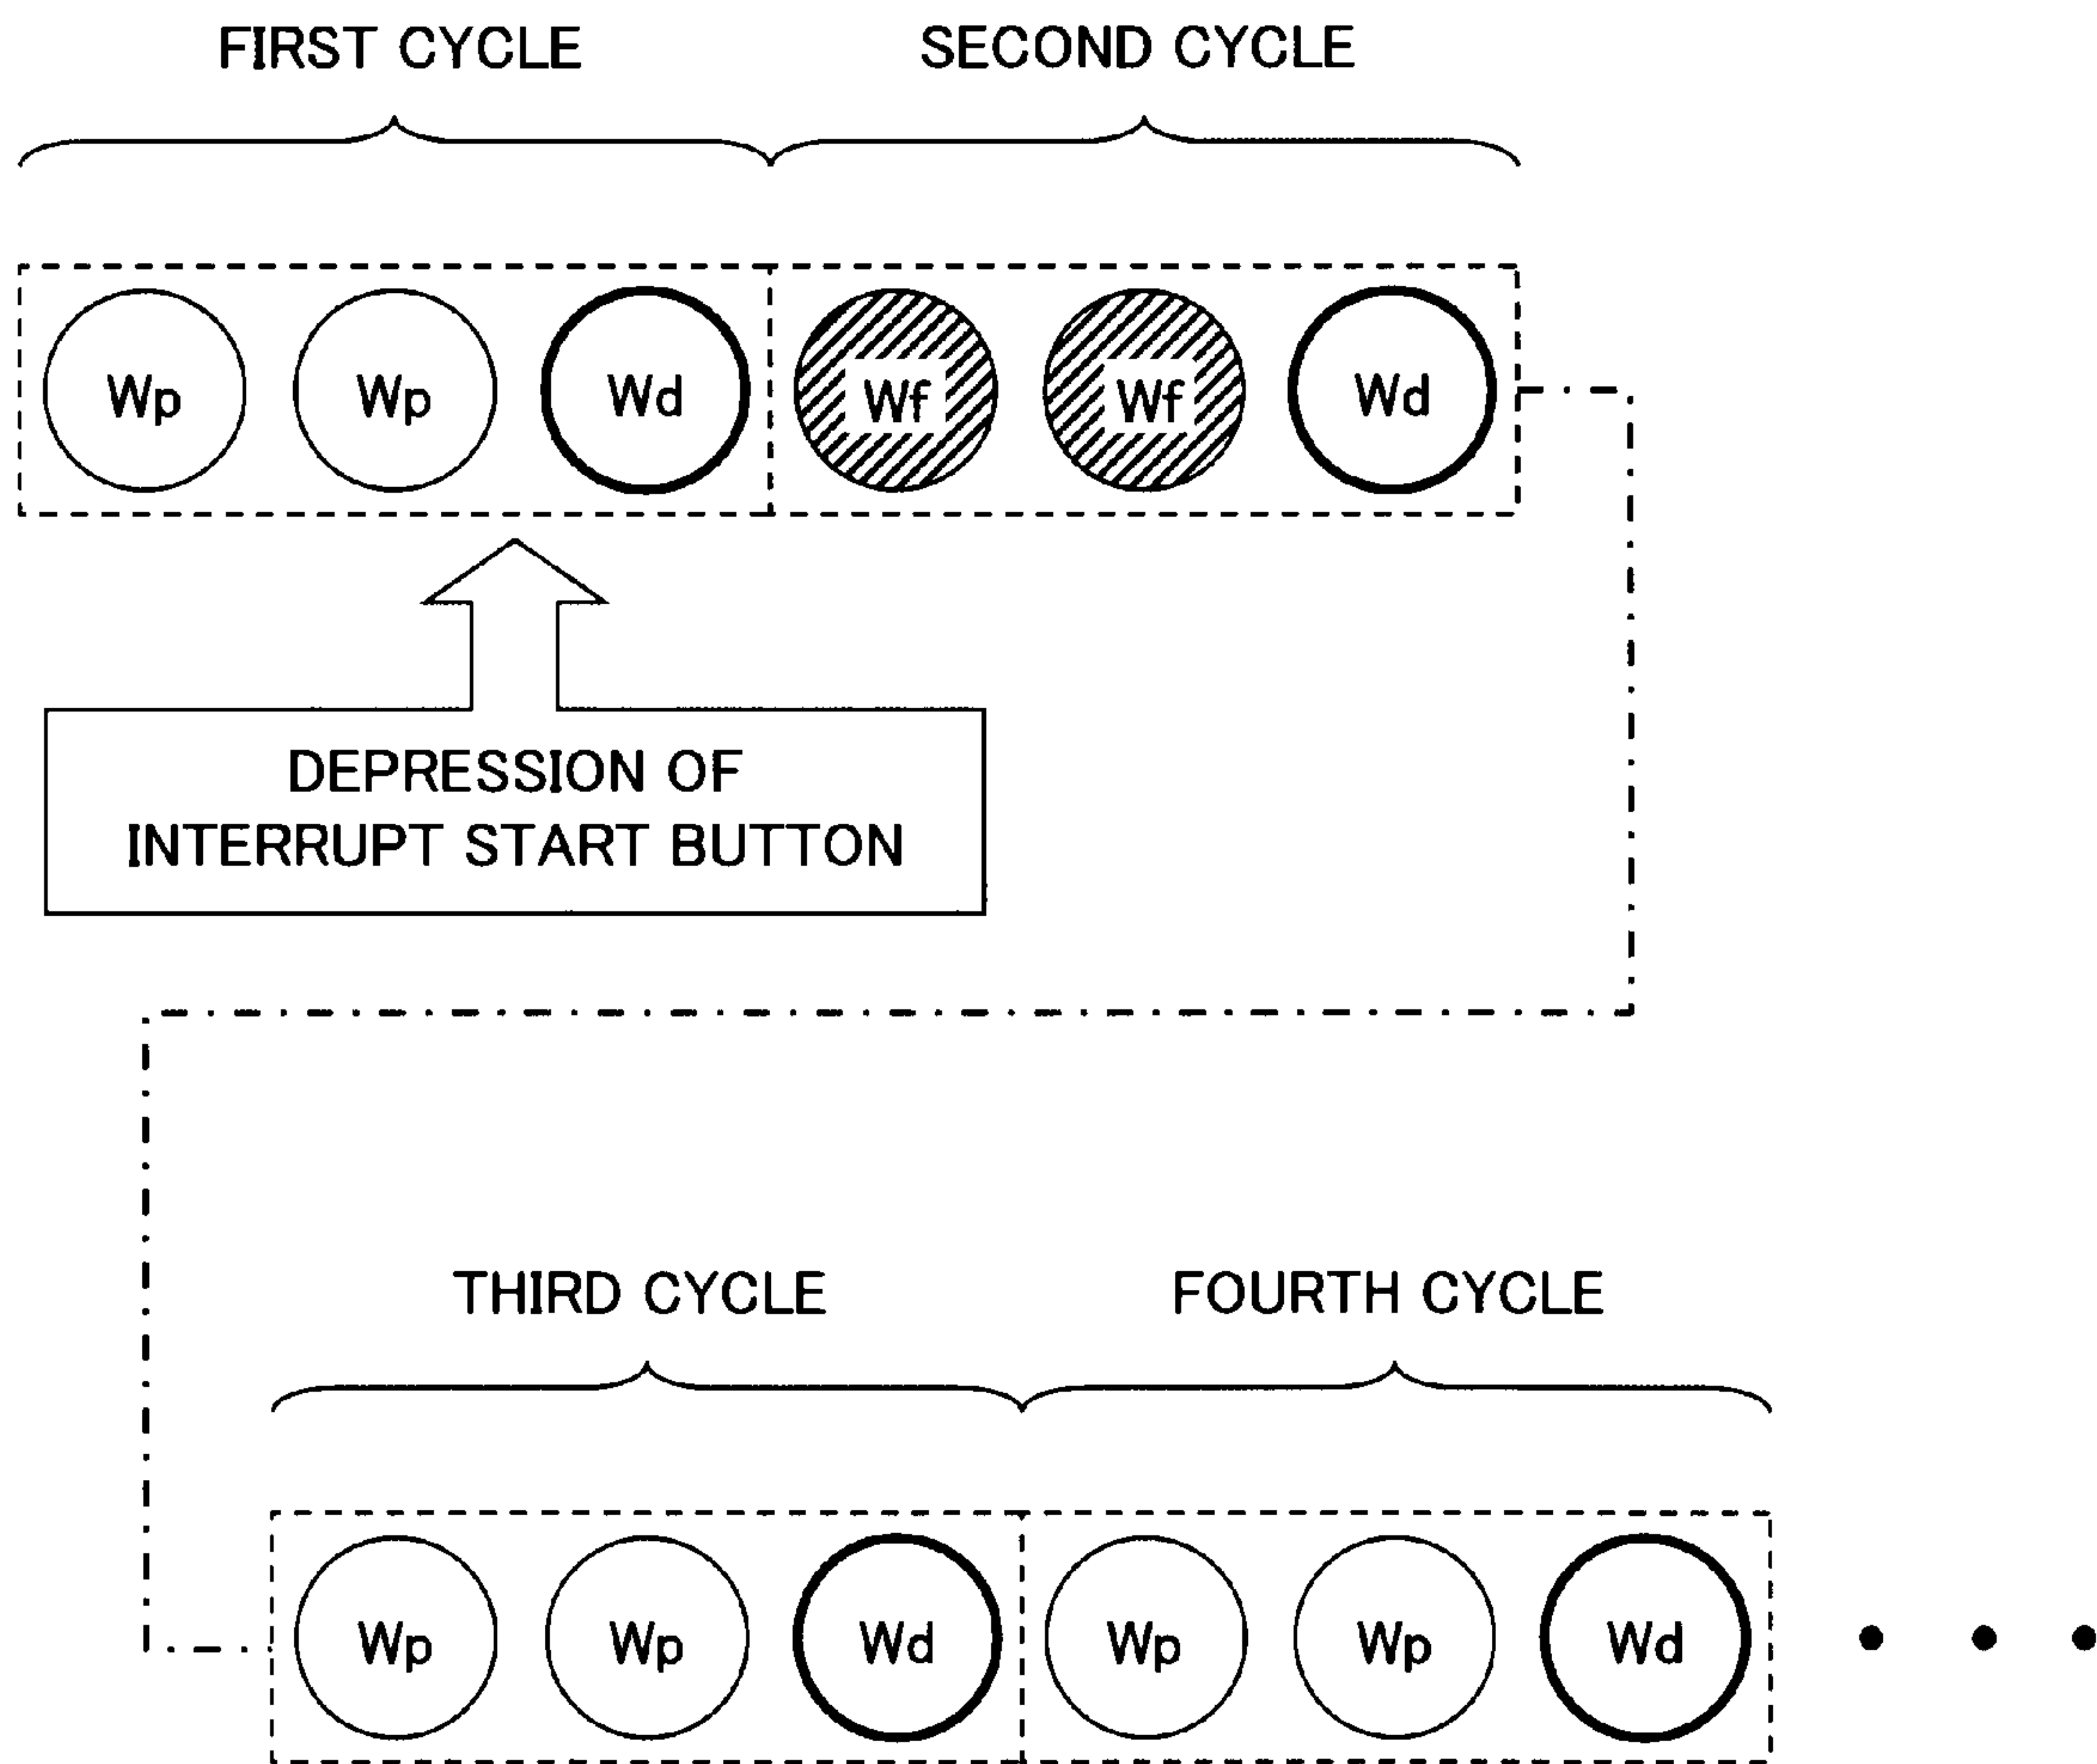 FIRST CYCLE SECOND CYCLE
Wp Wp Wd Wf Wf Wd
DEPRESSION OF
INTERRUPT START BUTTON
THIRD CYCLE FOURTH CYCLE
Wp Wp Wd Wp Wp Wd